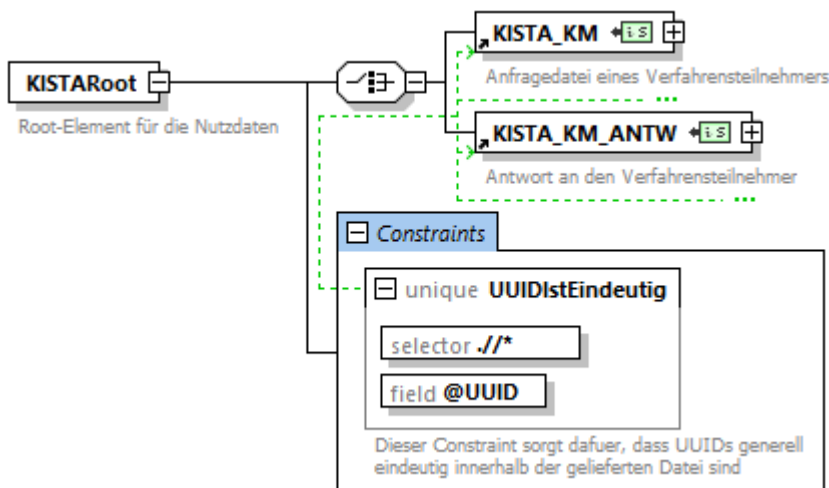 KISTA_KM
Anfragedatei eines Verfahrensteilnehmers
KISTARoot
Root-Element für die Nutzdaten
KISTA_KM_ANTW
Antwort an den Verfahrensteilnehmer
Constraints
unique UUIDIstEindeutig
selector .//*
field @UUID
Dieser Constraint sorgt dafuer, dass UUIDs generell
eindeutig innerhalb der gelieferten Datei sind